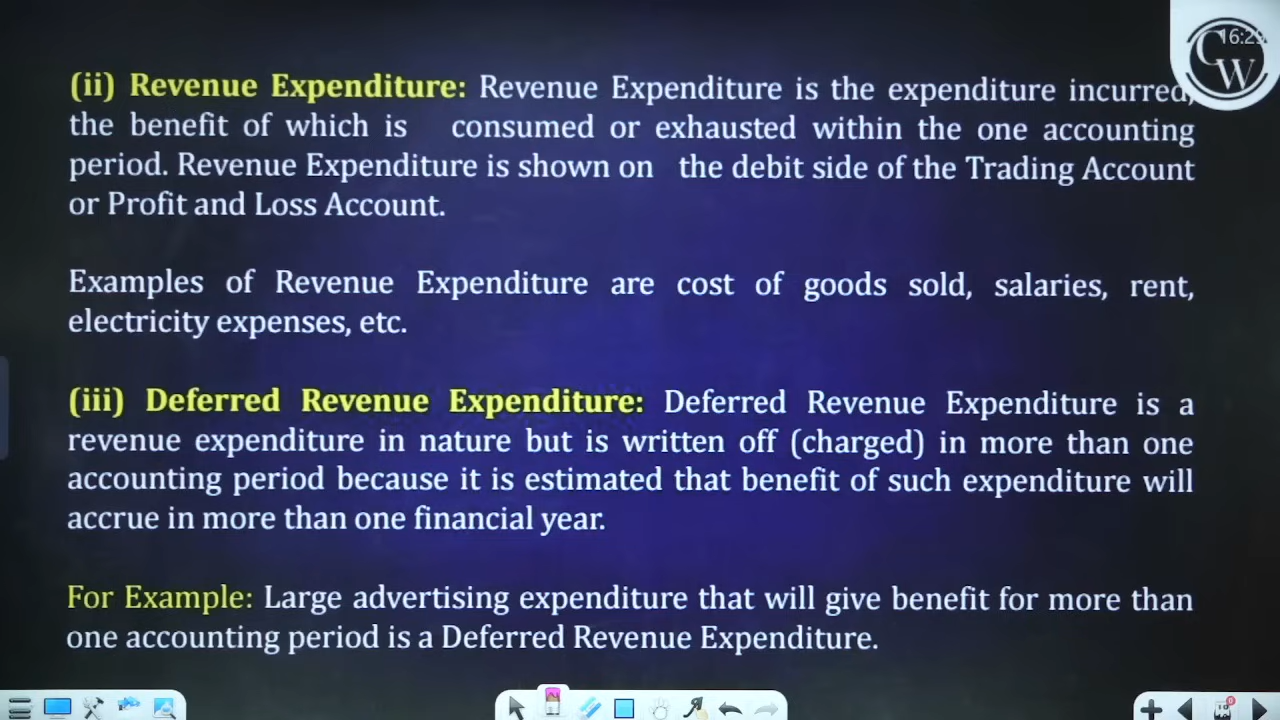 16:29
CW
(ii) Revenue Expenditure: Revenue Expenditure is the expenditure incurred,
the benefit of which is consumed or exhausted within the one accounting
period. Revenue Expenditure is shown on the debit side of the Trading Account
or Profit and Loss Account.
Examples of Revenue Expenditure are cost of goods sold, salaries, rent,
electricity expenses, etc.
(iii) Deferred Revenue Expenditure: Deferred Revenue Expenditure is a
revenue expenditure in nature but is written off (charged) in more than one
accounting period because it is estimated that benefit of such expenditure will
accrue in more than one financial year.
For Example: Large advertising expenditure that will give benefit for more than
one accounting period is a Deferred Revenue Expenditure.